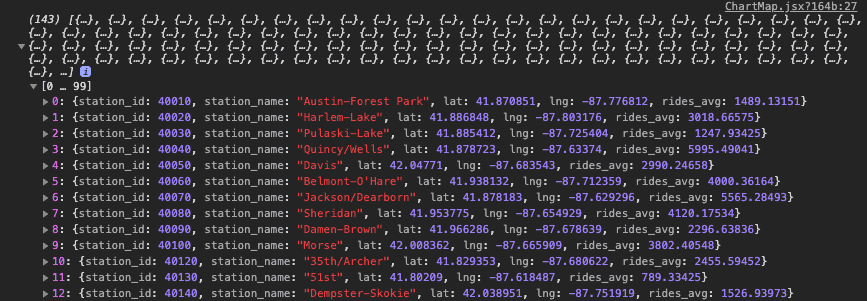 ChartMap.jsx?164b:27
(143) [{…}, {…}, {…}, {…}, {…}, {…}, {…}, {…}, {…}, {…}, {…}, {…}, {…}, {…}, {…}, {…}, {…}, {…}, {…}, {…}, {…}, {…}, {…}, {…},
{…}, {…}, {…}, {…}, {…}, {…}, {…}, {…}, {…}, {…}, {…}, {…}, {…}, {…}, {…}, {…}, {…}, {…}, {…}, {…}, {…}, {…}, {…}, {…}, {…},
{…}, {…}, {…}, {…}, {…}, {…}, {…}, {…}, {…}, {…}, {…}, {…}, {…}, {…}, {…}, {…}, {…}, {…}, {…}, {…}, {…}, {…}, {…}, {…}, {…},
{…}, {…}, {…}, {…}, {…}, {…}, {…}, {…}, {…}, {…}, {…}, {…}, {…}, {…}, {…}, {…}, {…}, {…}, {…}, {…}, {…}, {…}, {…}, {…}, {…},
{…}, …] i
[0 … 99]
0: {station_id: 40010, station_name: "Austin-Forest Park", lat: 41.870851, lng: -87.776812, rides_avg: 1489.13151}
1: {station_id: 40020, station_name: "Harlem-Lake", lat: 41.886848, lng: -87.803176, rides_avg: 3018.66575}
2: {station_id: 40030, station_name: "Pulaski-Lake", lat: 41.885412, lng: -87.725404, rides_avg: 1247.93425}
3: {station_id: 40040, station_name: "Quincy/Wells", lat: 41.878723, lng: -87.63374, rides_avg: 5995.49041}
4: {station_id: 40050, station_name: "Davis", lat: 42.04771, lng: -87.683543, rides_avg: 2990.24658}
5: {station_id: 40060, station_name: "Belmont-O'Hare", lat: 41.938132, lng: -87.712359, rides_avg: 4000.36164}
6: {station_id: 40070, station_name: "Jackson/Dearborn", lat: 41.878183, lng: -87.629296, rides_avg: 5565.28493}
7: {station_id: 40080, station_name: "Sheridan", lat: 41.953775, lng: -87.654929, rides_avg: 4120.17534}
8: {station_id: 40090, station_name: "Damen-Brown", lat: 41.966286, lng: -87.678639, rides_avg: 2296.63836}
9: {station_id: 40100, station_name: "Morse", lat: 42.008362, lng: -87.665909, rides_avg: 3802.40548}
10: {station_id: 40120, station_name: "35th/Archer", lat: 41.829353, lng: -87.680622, rides_avg: 2455.59452}
11: {station_id: 40130, station_name: "51st", lat: 41.80209, lng: -87.618487, rides_avg: 789.33425}
12: {station_id: 40140, station_name: "Dempster-Skokie", lat: 42.038951, lng: -87.751919, rides_avg: 1526.93973}